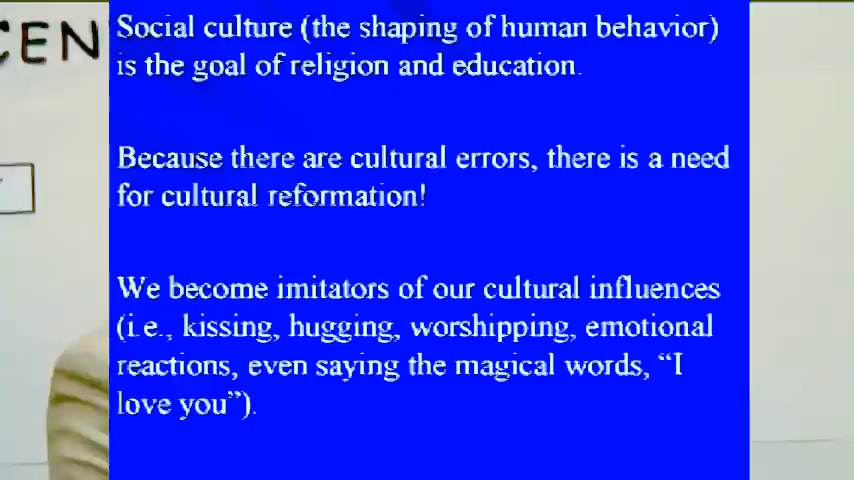 CEN
Social culture (the shaping of human behavior)
is the goal of religion and education.
Because there are cultural errors, there is a need
for cultural reformation!
We become imitators of our cultural influences
(i.e., kissing, hugging, worshipping, emotional
reactions, even saying the magical words, “I
love you”).